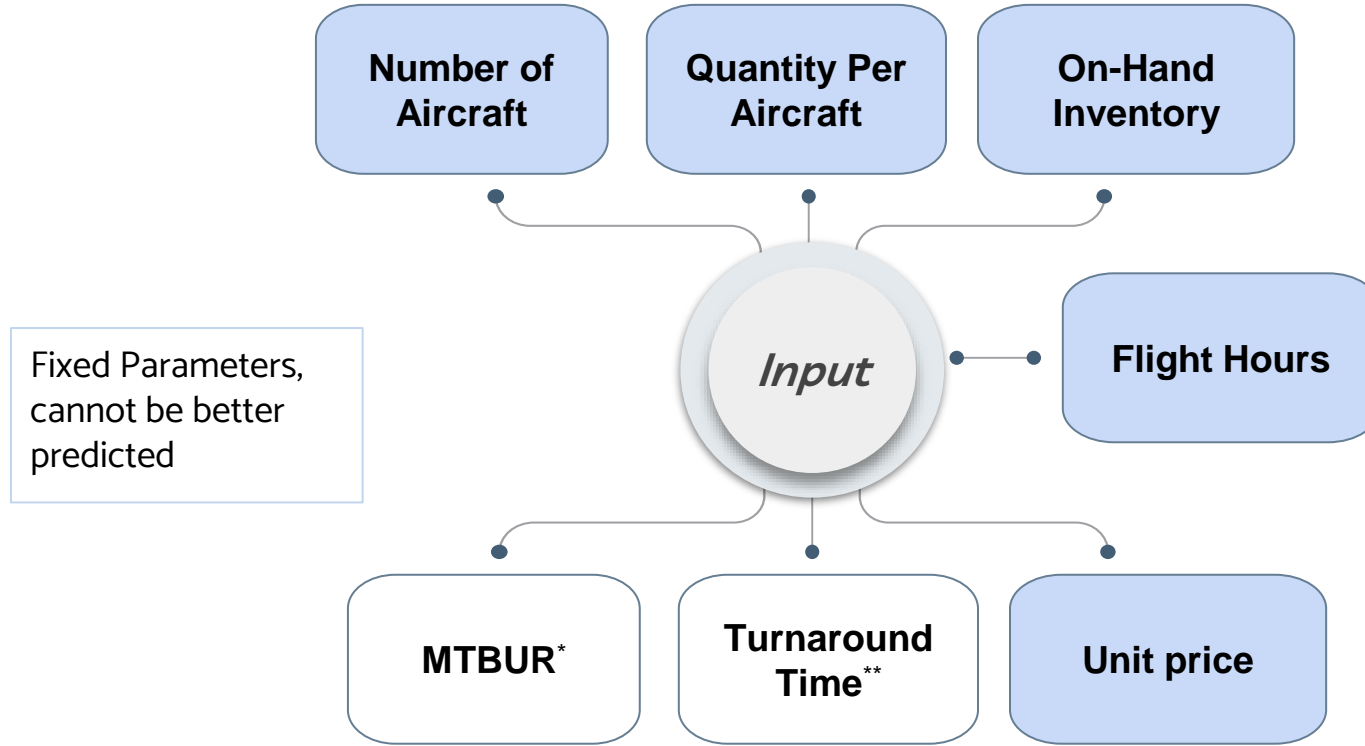 Number of
Aircraft
Quantity Per
Aircraft
On-Hand
Inventory
Fixed Parameters,
cannot be better
predicted
Input
Flight Hours
MTBUR*
Turnaround
Time**
Unit price